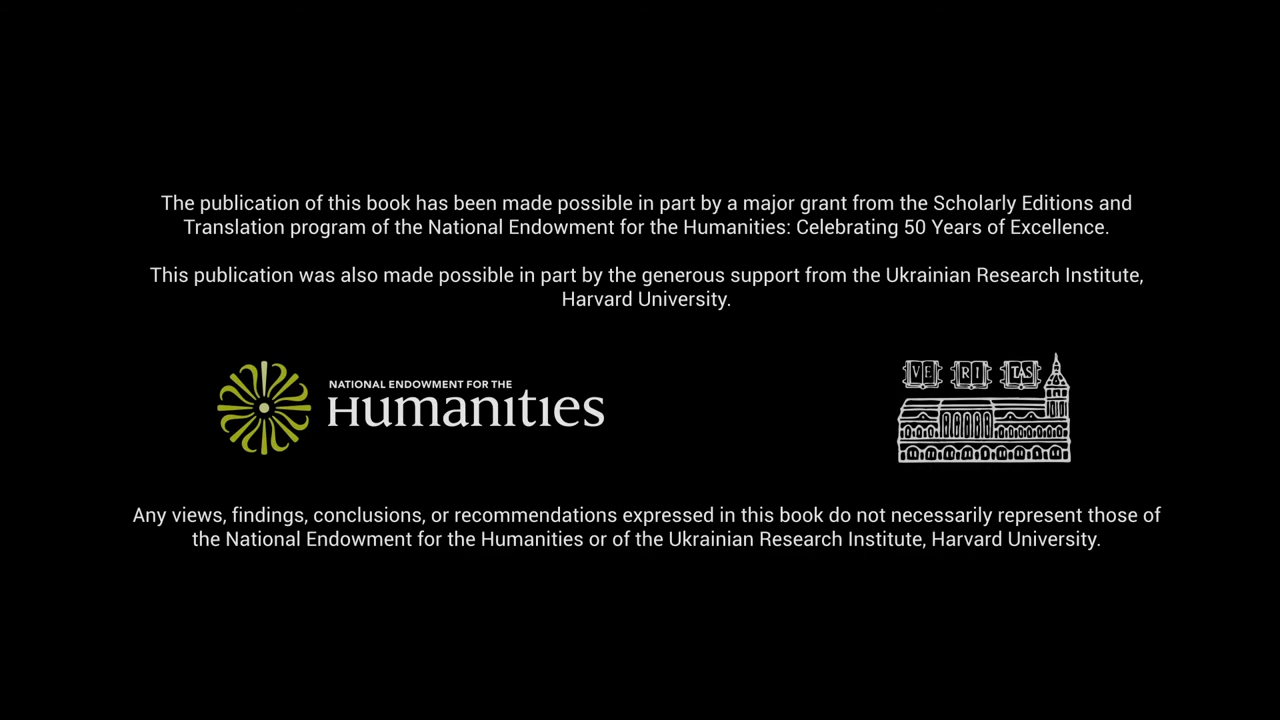 The publication of this book has been made possible in part by a major grant from the Scholarly Editions and
Translation program of the National Endowment for the Humanities: Celebrating 50 Years of Excellence.
This publication was also made possible in part by the generous support from the Ukrainian Research Institute,
Harvard University.
NATIONAL ENDOWMENT FOR THE
Humanities
VE RI TAS
Any views, findings, conclusions, or recommendations expressed in this book do not necessarily represent those of
the National Endowment for the Humanities or of the Ukrainian Research Institute, Harvard University.